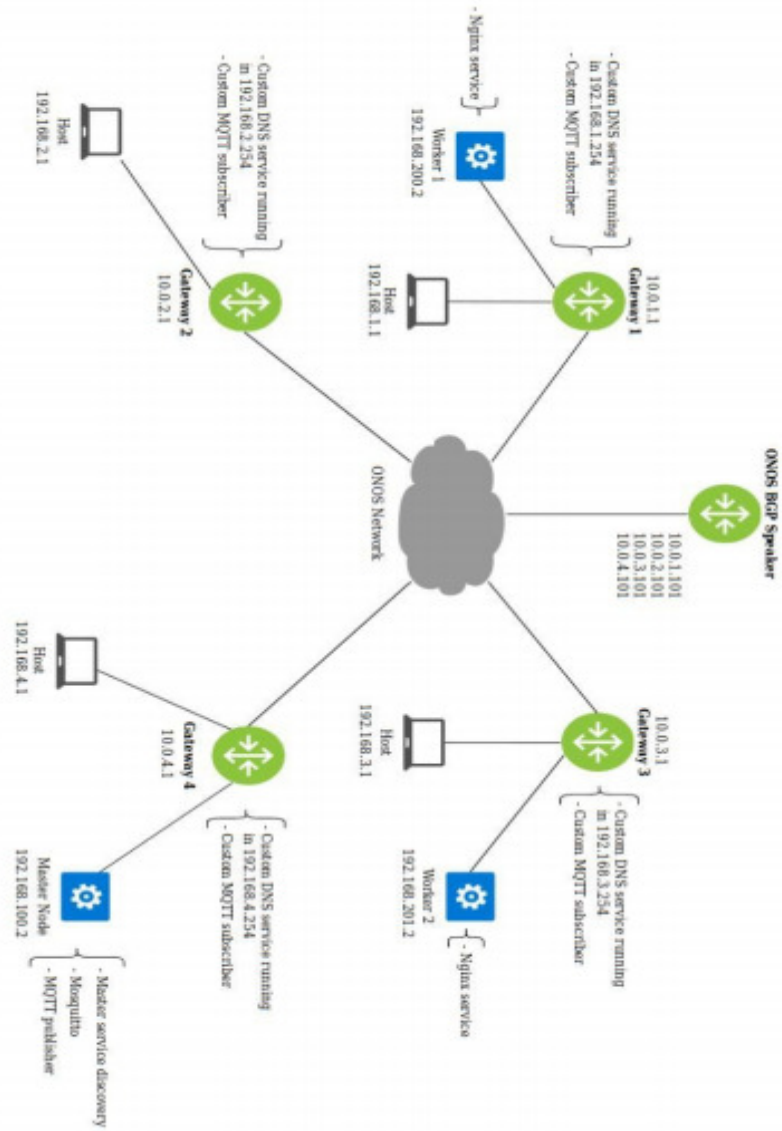 ONOS BGP Speaker
10.0.1.101
10.0.2.101
10.0.3.101
10.0.4.101
10.0.1.1
Gateway 1
- Custom DNS service running
in 192.168.1.254
- Custom MQTT subscriber
- Nginx service
Worker 1
192.168.200.2
Host
192.168.1.1
10.0.3.1
Gateway 3
- Custom DNS service running
in 192.168.3.254
- Custom MQTT subscriber
Host
192.168.3.1
Worker 2
192.168.201.2
- Nginx service
ONOS Network
- Custom DNS service running
in 192.168.2.254
- Custom MQTT subscriber
Gateway 2
10.0.2.1
Host
192.168.2.1
Gateway 4
10.0.4.1
- Custom DNS service running
in 192.168.4.254
- Custom MQTT subscriber
Host
192.168.4.1
Master Node
192.168.100.2
- Master service discovery
- Mosquitto
- MQTT publisher